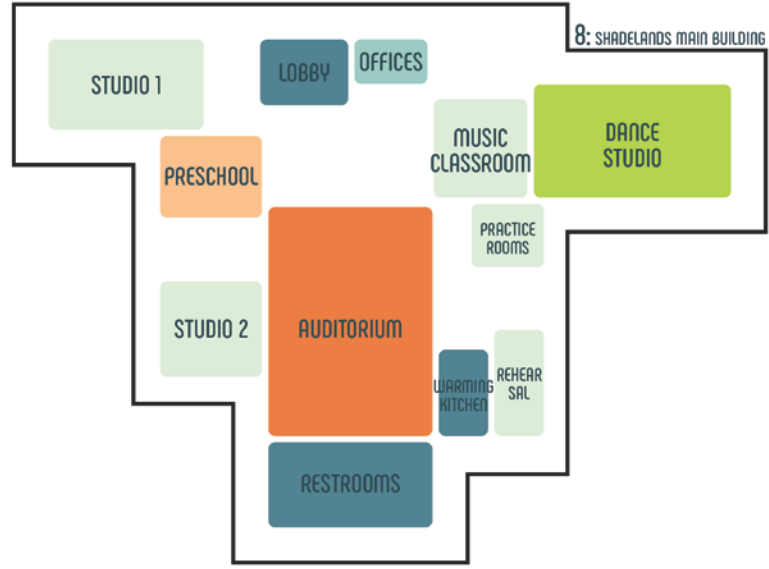 8: SHADELANDS MAIN BUILDING
STUDIO 1
LOBBY
OFFICES
MUSIC
CLASSROOM
DANCE
STUDIO
PRESCHOOL
PRACTICE
ROOMS
STUDIO 2
AUDITORIUM
WARMING
KITCHEN
REHEAR
SAL
RESTROOMS